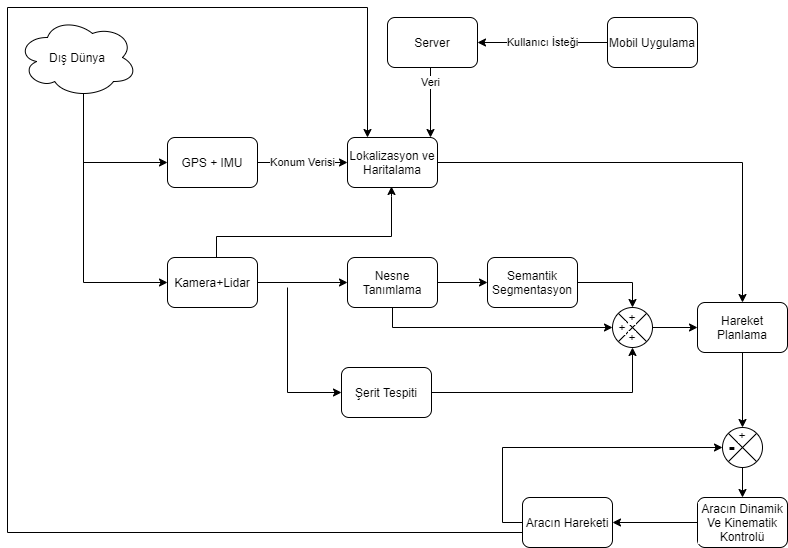 Dış Dünya
Server
Kullanıcı İsteği
Mobil Uygulama
Veri
GPS + IMU
Konum Verisi
Lokalizasyon ve
Haritalama
Kamera+Lidar
Nesne
Tanımlama
Semantik
Segmentasyon
+
+
+
Hareket
Planlama
Şerit Tespiti
+
-
Aracın Hareketi
Aracın Dinamik
Ve Kinematik
Kontrolü